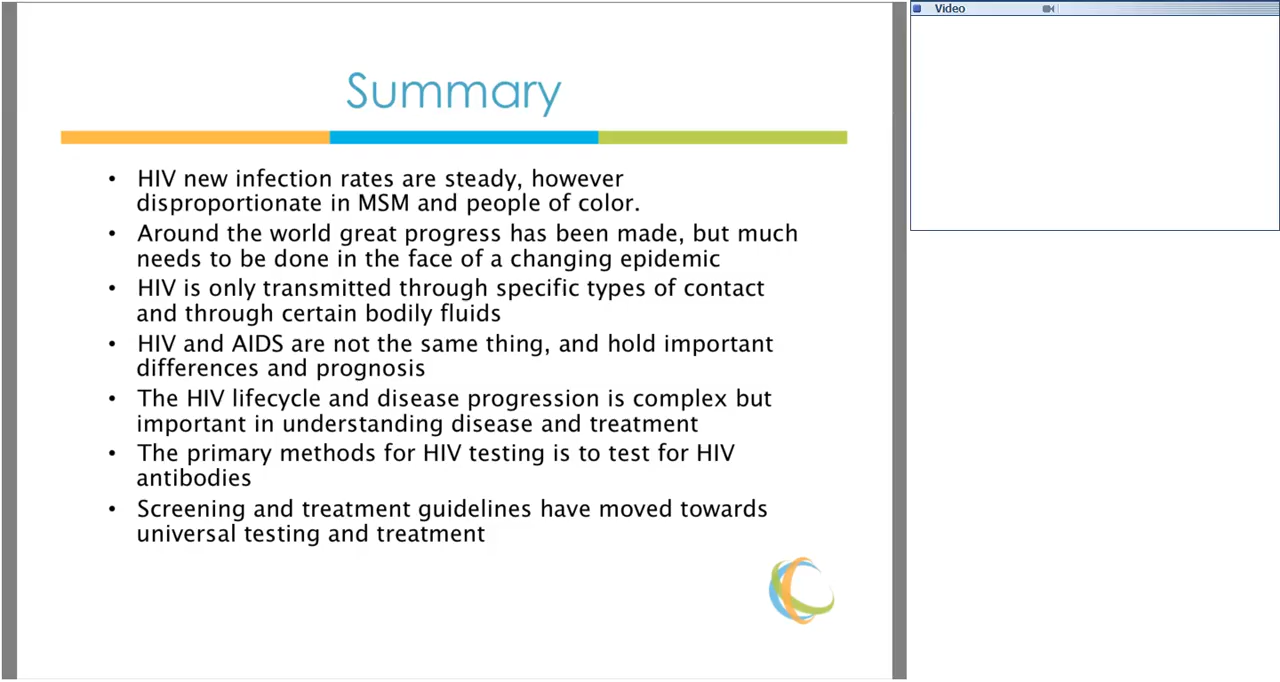 Video
Summary
• HIV new infection rates are steady, however
disproportionate in MSM and people of color.
• Around the world great progress has been made, but much
needs to be done in the face of a changing epidemic
• HIV is only transmitted through specific types of contact
and through certain bodily fluids
• HIV and AIDS are not the same thing, and hold important
differences and prognosis
• The HIV lifecycle and disease progression is complex but
important in understanding disease and treatment
• The primary methods for HIV testing is to test for HIV
antibodies
• Screening and treatment guidelines have moved towards
universal testing and treatment